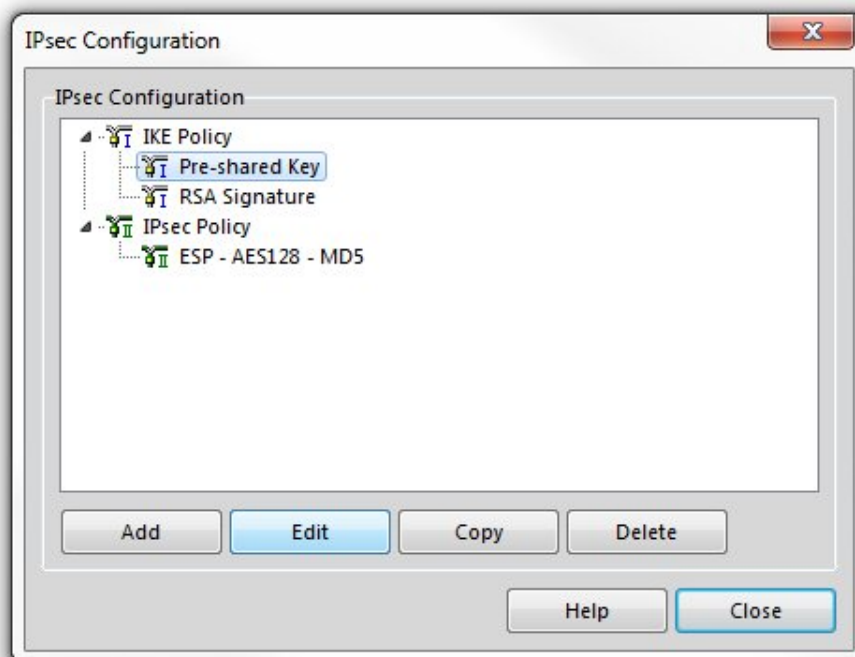 IPsec Configuration
IPsec Configuration
IKE Policy
Pre-shared Key
RSA Signature
IPsec Policy
ESP - AES128 - MD5
Add Edit Copy Delete
Help Close